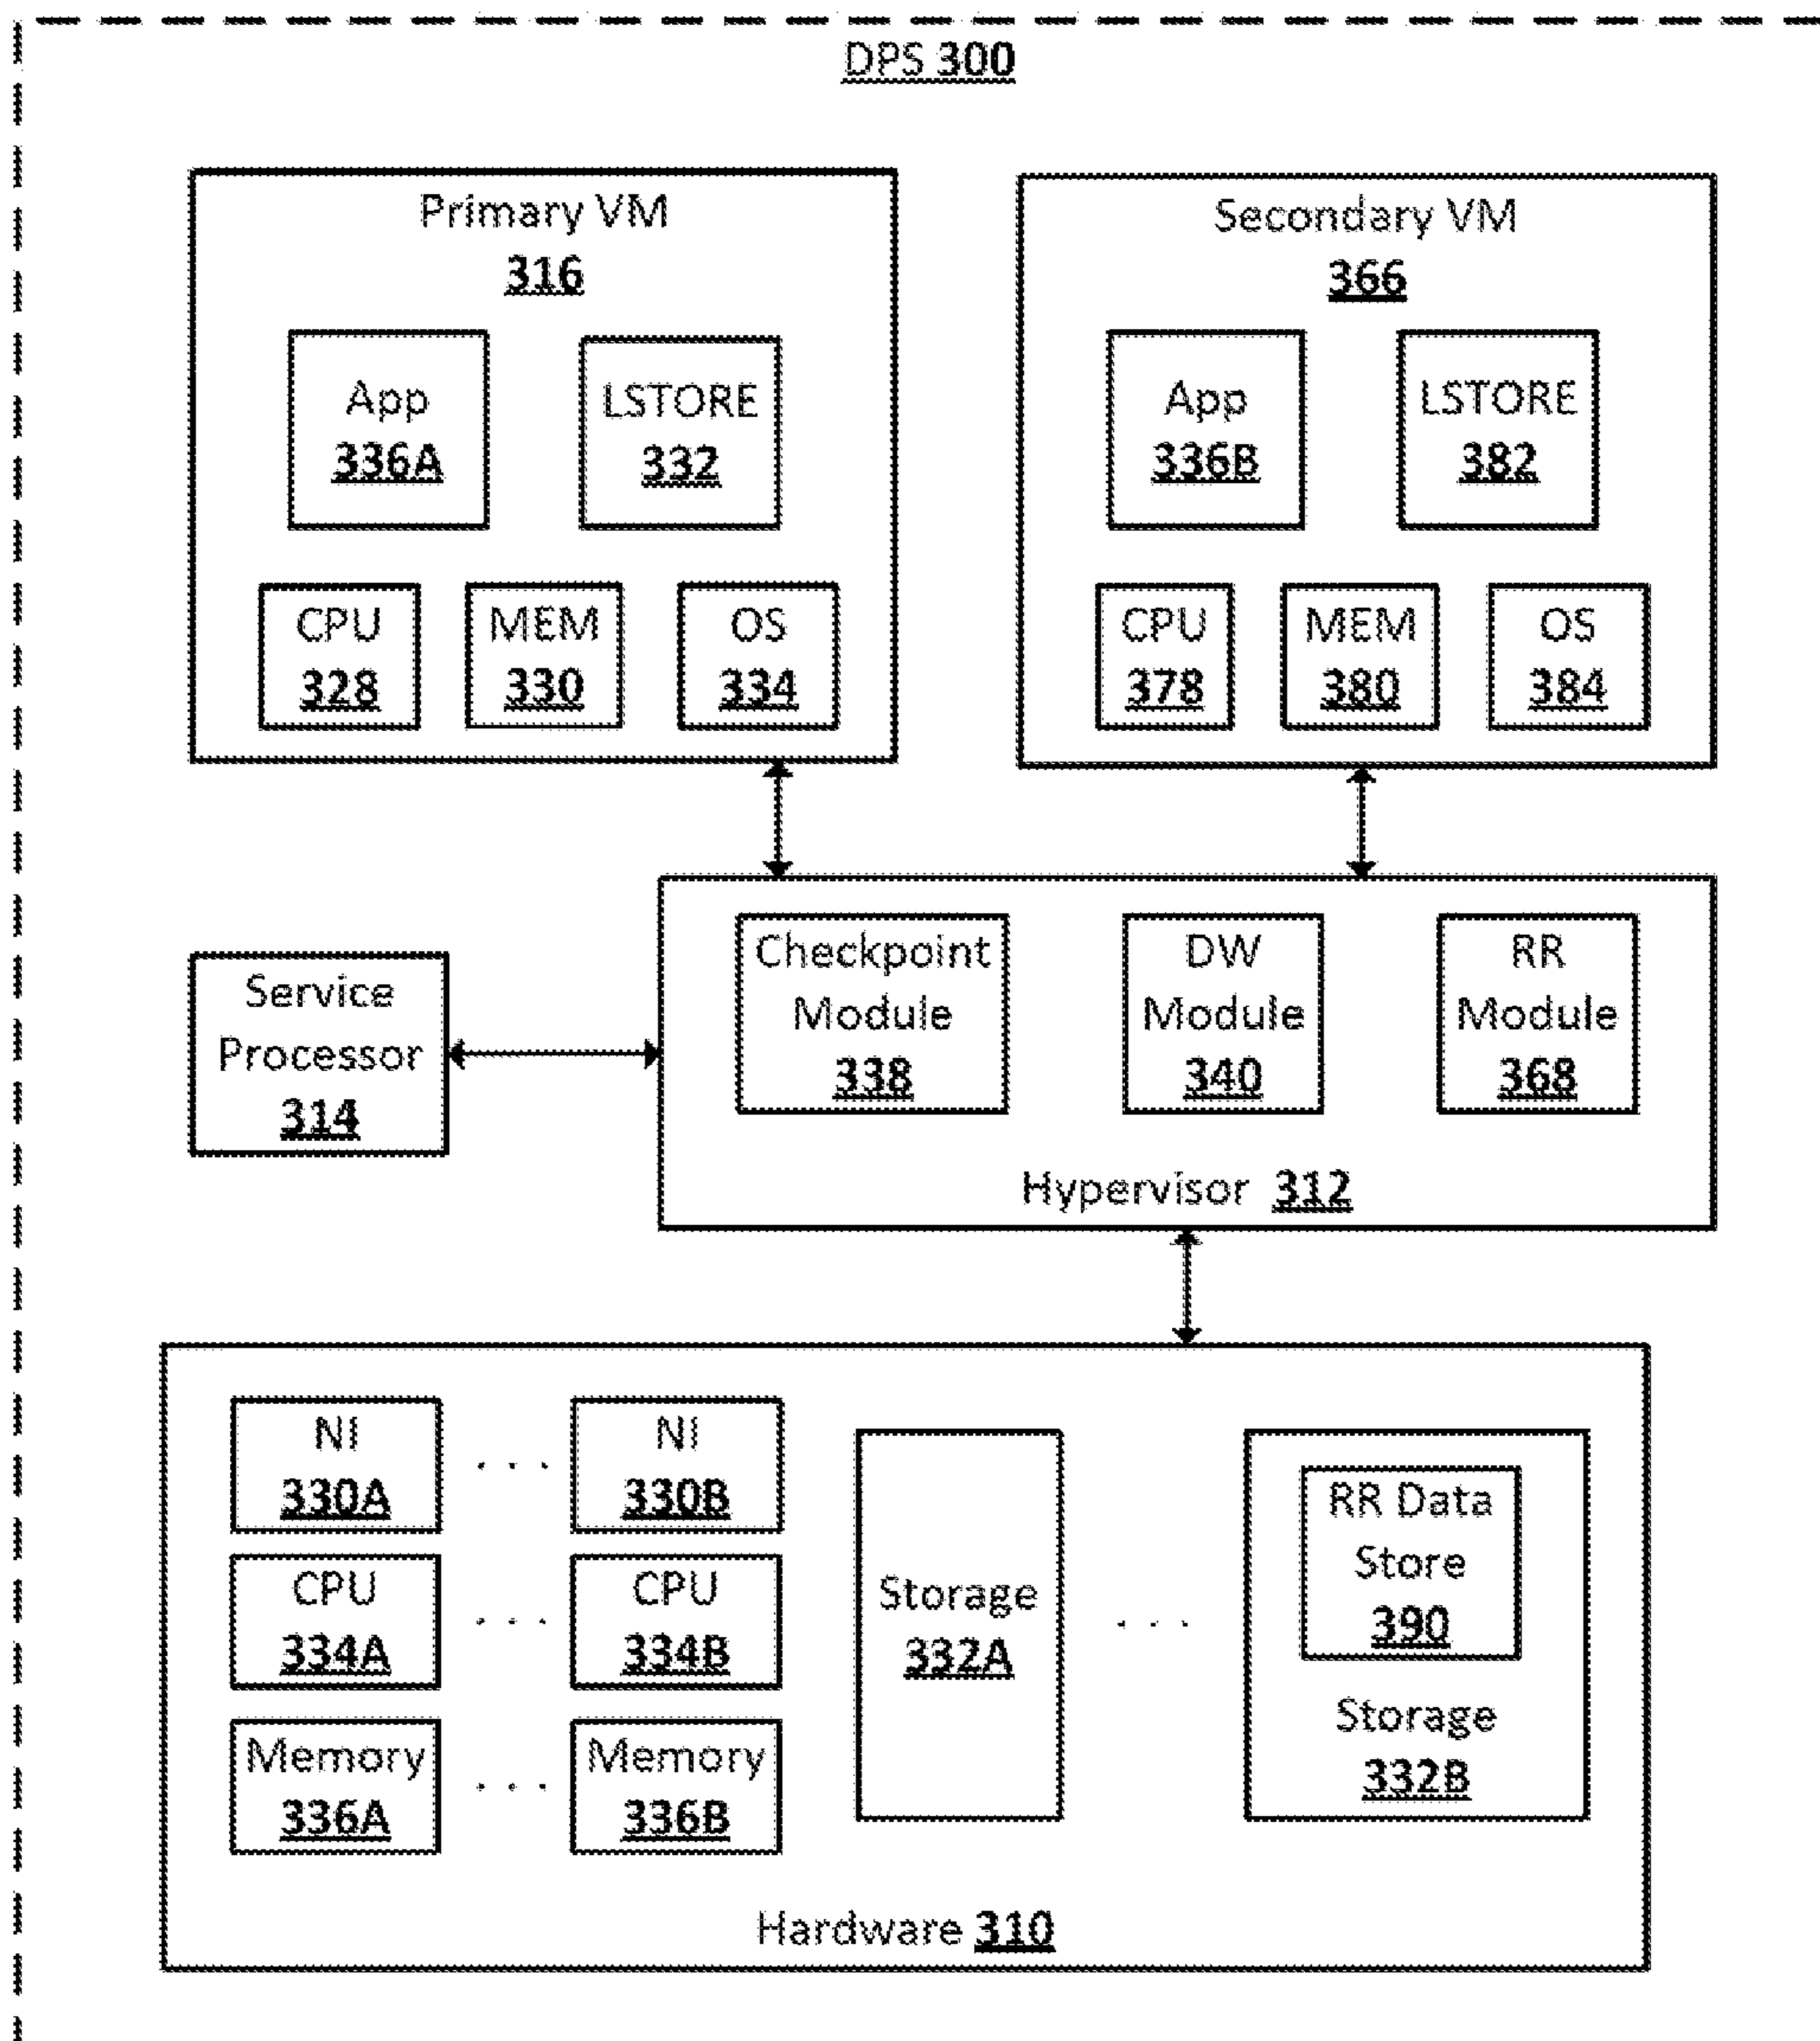 DPS 300
Primary VM
316
App
336A
LSTORE
332
CPU
328
MEM
330
OS
334
Secondary VM
366
App
336B
LSTORE
382
CPU
378
MEM
380
OS
384
Service
Processor
314
Checkpoint
Module
338
DW
Module
340
RR
Module
368
Hypervisor 312
NI
330A
. . .
NI
330B
CPU
334A
. . .
CPU
334B
Memory
336A
. . .
Memory
336B
Storage
332A
. . .
RR Data
Store
390
Storage
332B
Hardware 310